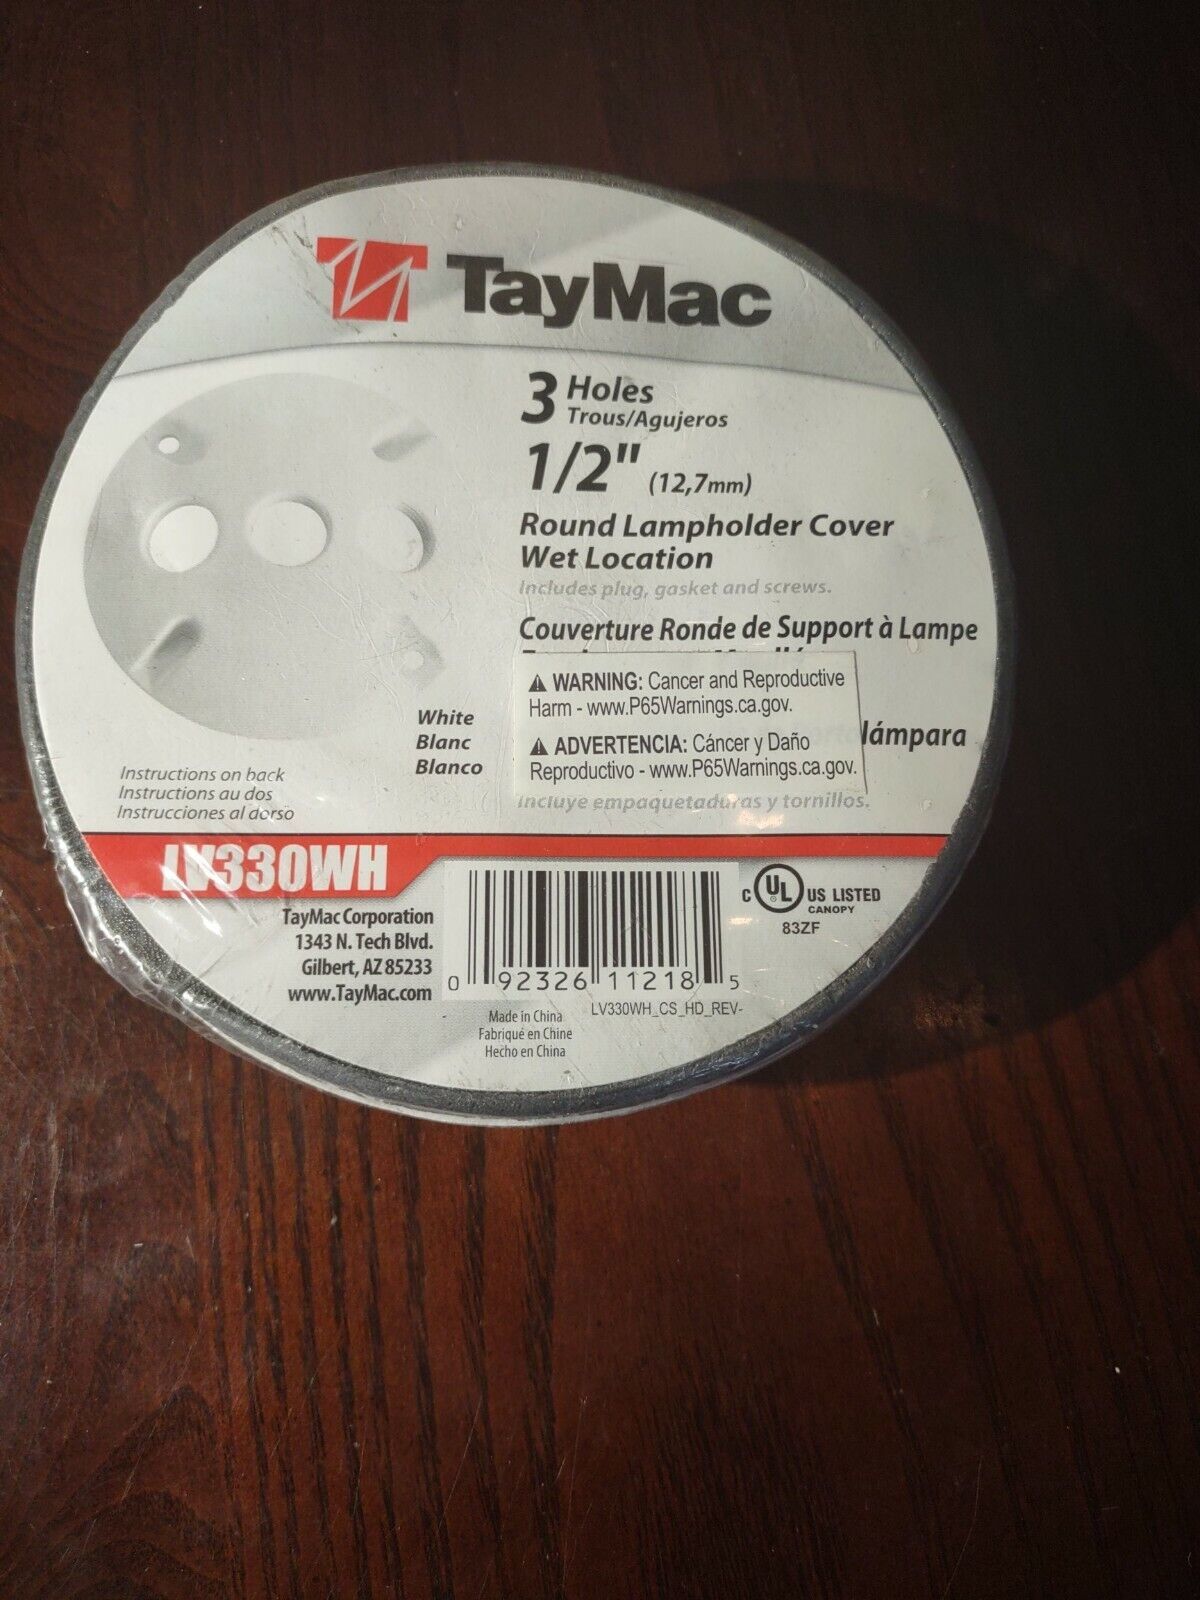 TayMac
3 Holes
Trous/Agujeros
1/2" (12,7mm)
Round Lampholder Cover
Wet Location
Includes plug, gasket and screws.
Couverture Ronde de Support à Lampe
⚠ WARNING: Cancer and Reproductive
Harm - www.P65Warnings.ca.gov.
⚠ ADVERTENCIA: Cáncer y Daño
Reproductivo - www.P65Warnings.ca.gov.
lámpara
Incluye empaquetaduras y tornillos.
White
Blanc
Blanco
Instructions on back
Instructions au dos
Instrucciones al dorso
LV330WH
TayMac Corporation
1343 N. Tech Blvd.
Gilbert, AZ 85233
www.TayMac.com
0 92326 11218 5
LV330WH_CS_HD_REV-
Made in China
Fabriqué en Chine
Hecho en China
C UL US LISTED
CANOPY
83ZF